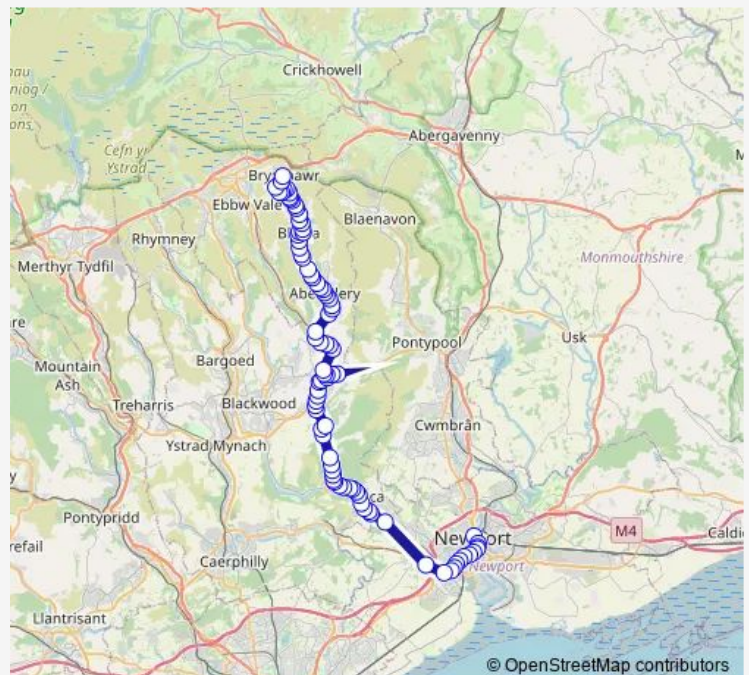 Crickhowell
Abergavenny
Cefn yr
Ystrad
Ebbw Vale
Blaenavon
Rhymney
Merthyr Tydfil
Monmouthshire
Pontypool
Usk
Bargoed
Mountain
Ash
Treharris
Blackwood
Cwmbrân
Ystrad Mynach
Pontypridd
M4
Newport
Caerphilly
Llantrisant
© OpenStreetMap contributors